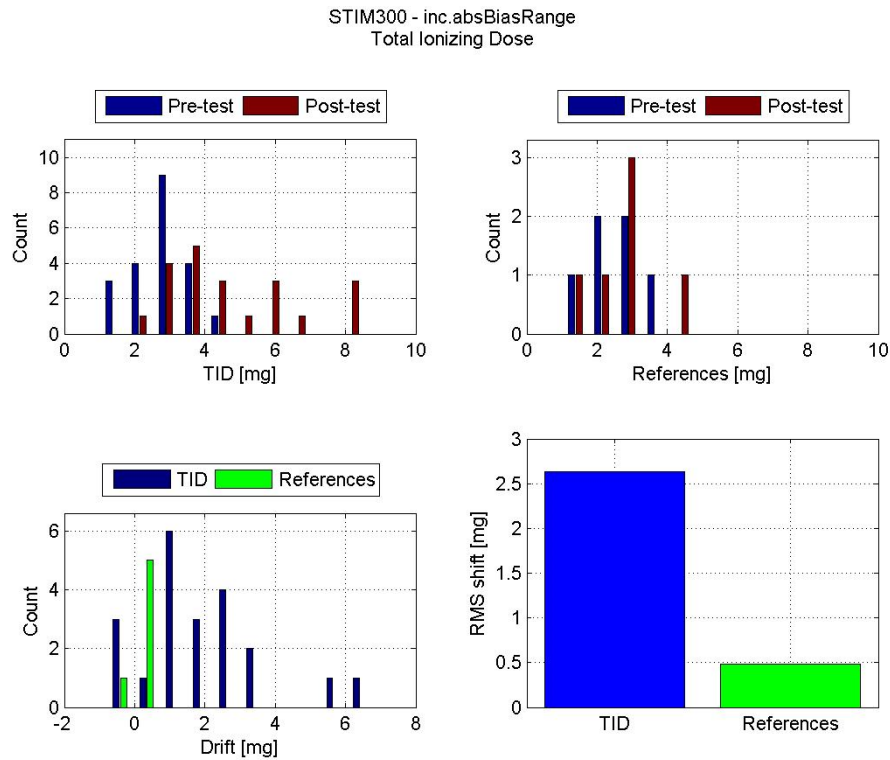 STIM300 - inc.absBiasRange
Total Ionizing Dose
Pre-test Post-test
10
8
6
4
2
0
Count
0 2 4 6 8 10
TID [mg]
Pre-test Post-test
3
2
1
0
Count
0 2 4 6 8 10
References [mg]
TID References
6
4
2
0
Count
-2 0 2 4 6 8
Drift [mg]
3
2.5
2
1.5
1
0.5
0
RMS shift [mg]
TID References